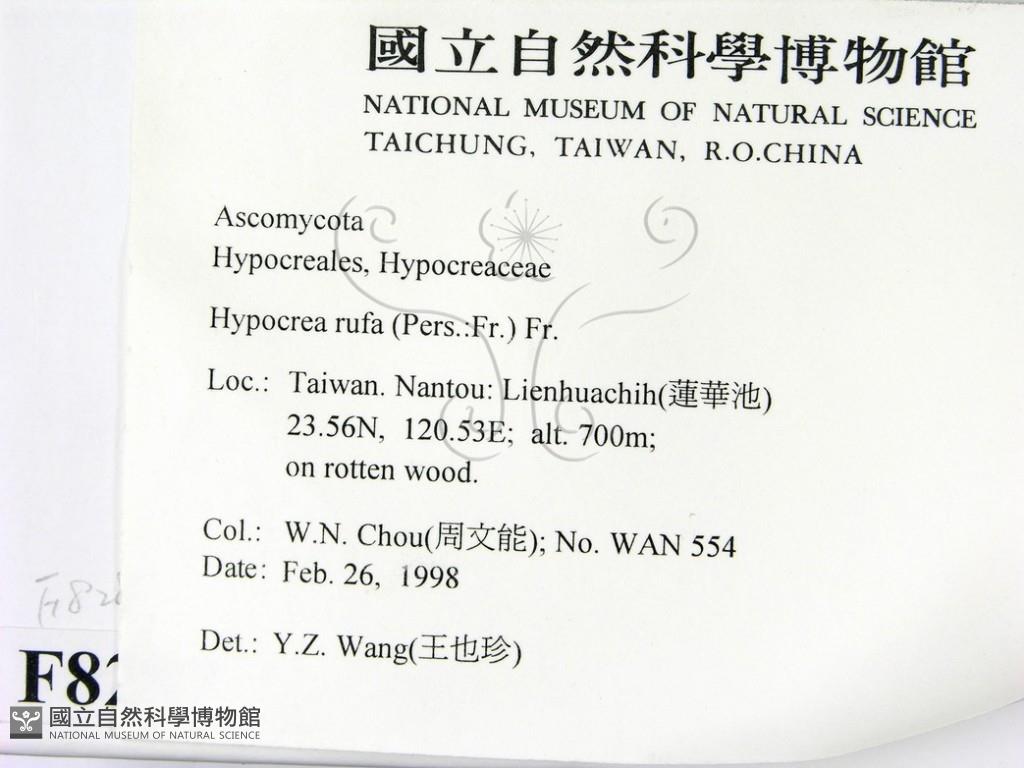 國立自然科學博物館
NATIONAL MUSEUM OF NATURAL SCIENCE
TAICHUNG, TAIWAN, R.O.CHINA
Ascomycota
Hypocreales, Hypocreaceae
Hypocrea rufa (Pers.:Fr.) Fr.
Loc.: Taiwan. Nantou: Lienhuachih(蓮華池)
23.56N, 120.53E; alt. 700m;
on rotten wood.
Col.: W.N. Chou(周文能); No. WAN 554
Date: Feb. 26, 1998
Det.: Y.Z. Wang(王也珍)
國立自然科學博物館
NATIONAL MUSEUM OF NATURAL SCIENCE